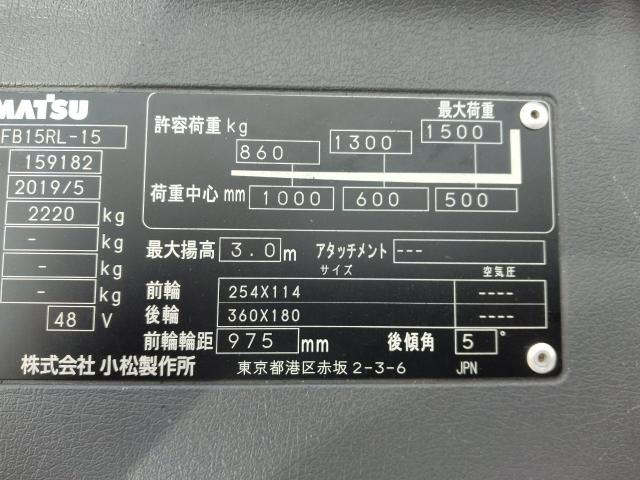 MATSU
FB15RL-15
159182
2019/5
2220 kg
- kg
- kg
- kg
48 V
最大荷重
許容荷重 kg 860 1300 1500
荷重中心 mm 1000 600 500
最大揚高 3.0 m アタッチメント ---
サイズ 空気圧
前輪 254X114 ----
後輪 360X180 ----
前輪輪距 975 mm 後傾角 5 °
株式会社 小松製作所 東京都港区赤坂 2-3-6 JPN